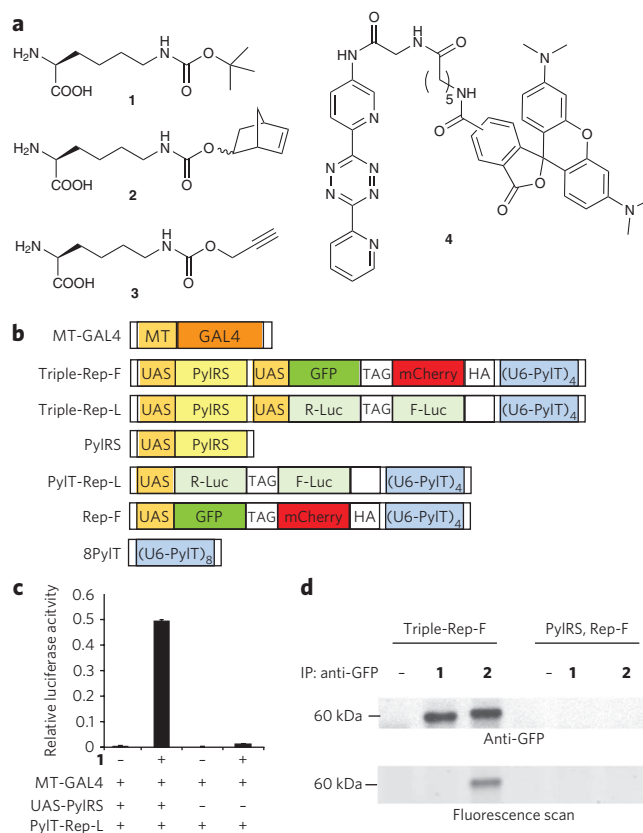 a
H₂N
COOH
H
N
O
O
1
H₂N
COOH
H
N
O
O
2
H₂N
COOH
H
N
O
O
3
O
H
N
O
HN
N
( )
5
NH
O
N
N
N
N
N
N
O
O
O
N
N
4
b
MT-GAL4 MT GAL4
Triple-Rep-F UAS PylRS UAS GFP TAG mCherry HA (U6-PylT)₄
Triple-Rep-L UAS PylRS UAS R-Luc TAG F-Luc (U6-PylT)₄
PylRS UAS PylRS
PylT-Rep-L UAS R-Luc TAG F-Luc (U6-PylT)₄
Rep-F UAS GFP TAG mCherry HA (U6-PylT)₄
8PylT (U6-PylT)₈
c
Relative luciferase acitvity
0.6
0.5
0.4
0.3
0.2
0.1
0
1 – + – +
MT-GAL4 + + + +
UAS-PylRS + + – –
PylT-Rep-L + + + +
d
Triple-Rep-F PylRS, Rep-F
IP: anti-GFP – 1 2 – 1 2
60 kDa
Anti-GFP
60 kDa
Fluorescence scan